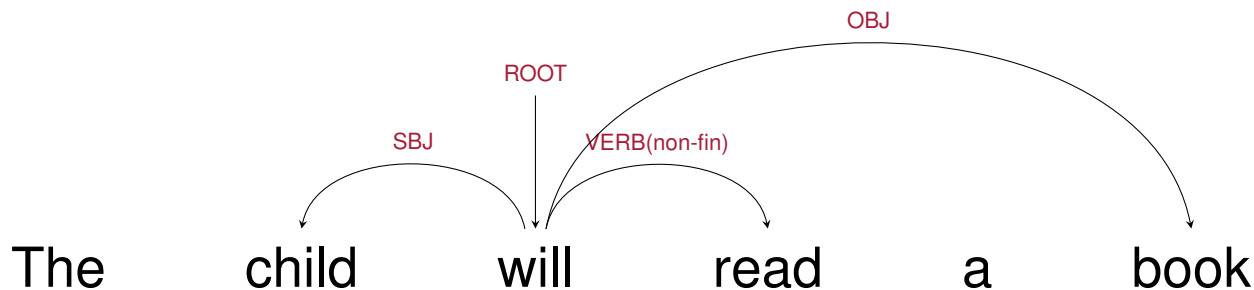 OBJ
ROOT
SBJ VERB(non-fin)
The child will read a book